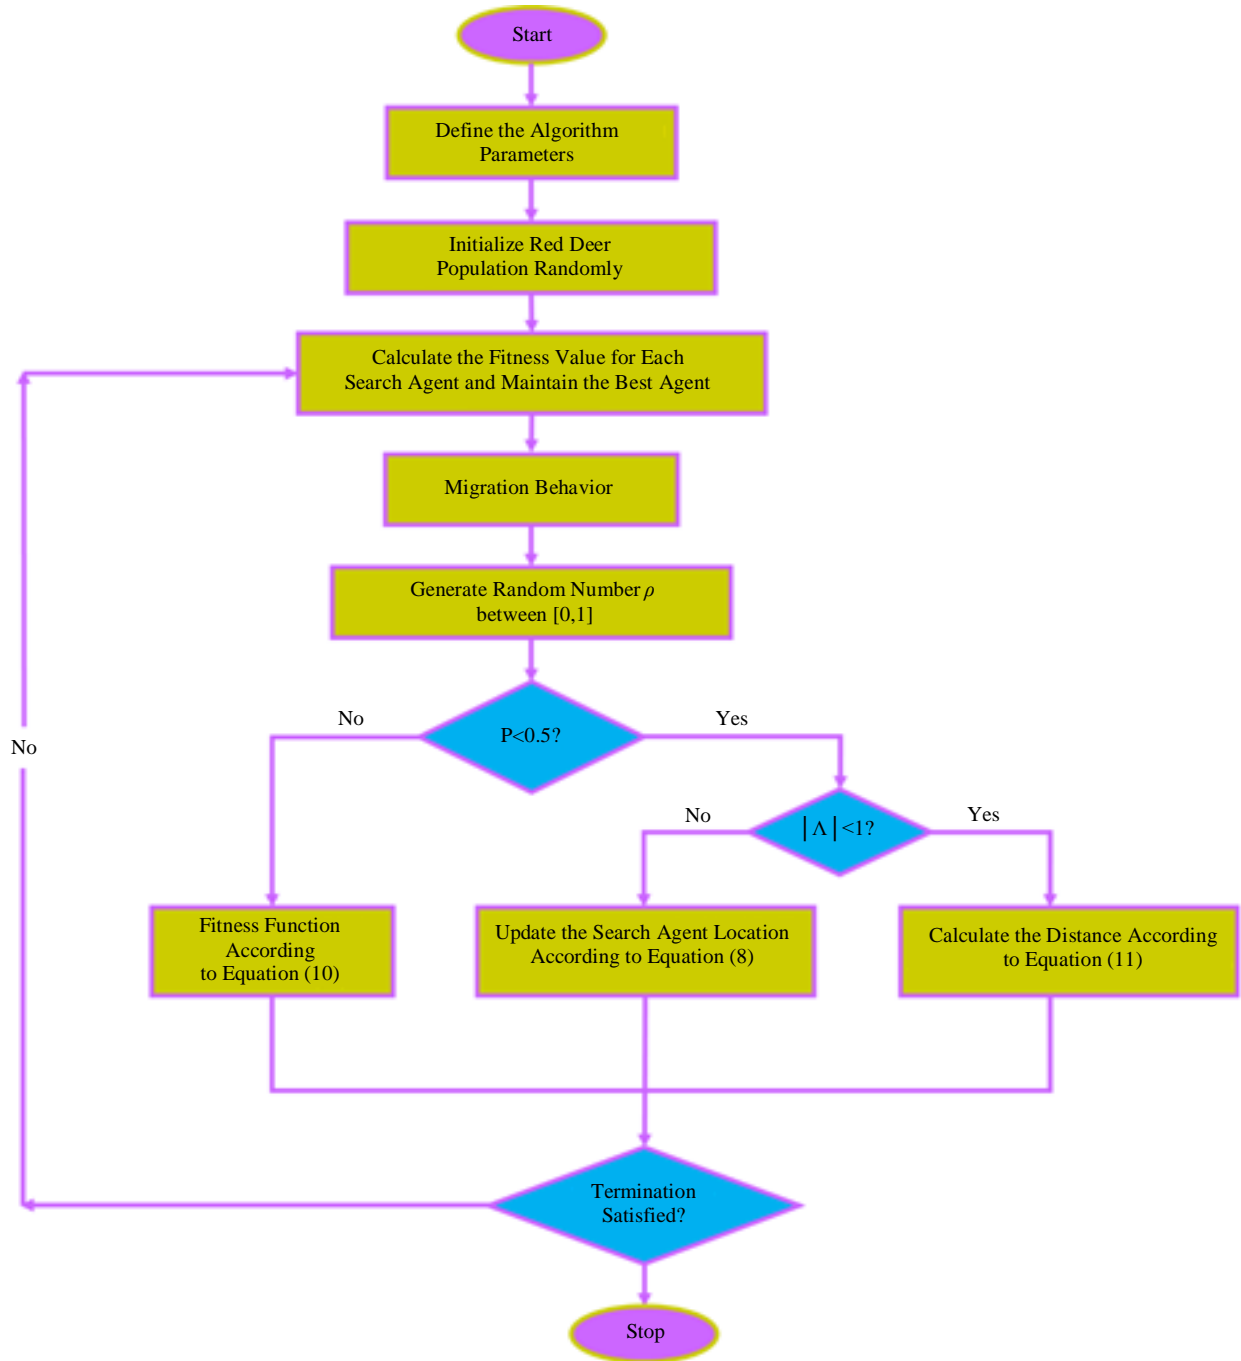 Start
Define the Algorithm
Parameters
Initialize Red Deer
Population Randomly
Calculate the Fitness Value for Each
Search Agent and Maintain the Best Agent
Migration Behavior
Generate Random Number ρ
between [0,1]
P<0.5?
No
Yes
|Λ|<1?
No
Yes
No
Fitness Function
According
to Equation (10)
Update the Search Agent Location
According to Equation (8)
Calculate the Distance According
to Equation (11)
Termination
Satisfied?
Stop